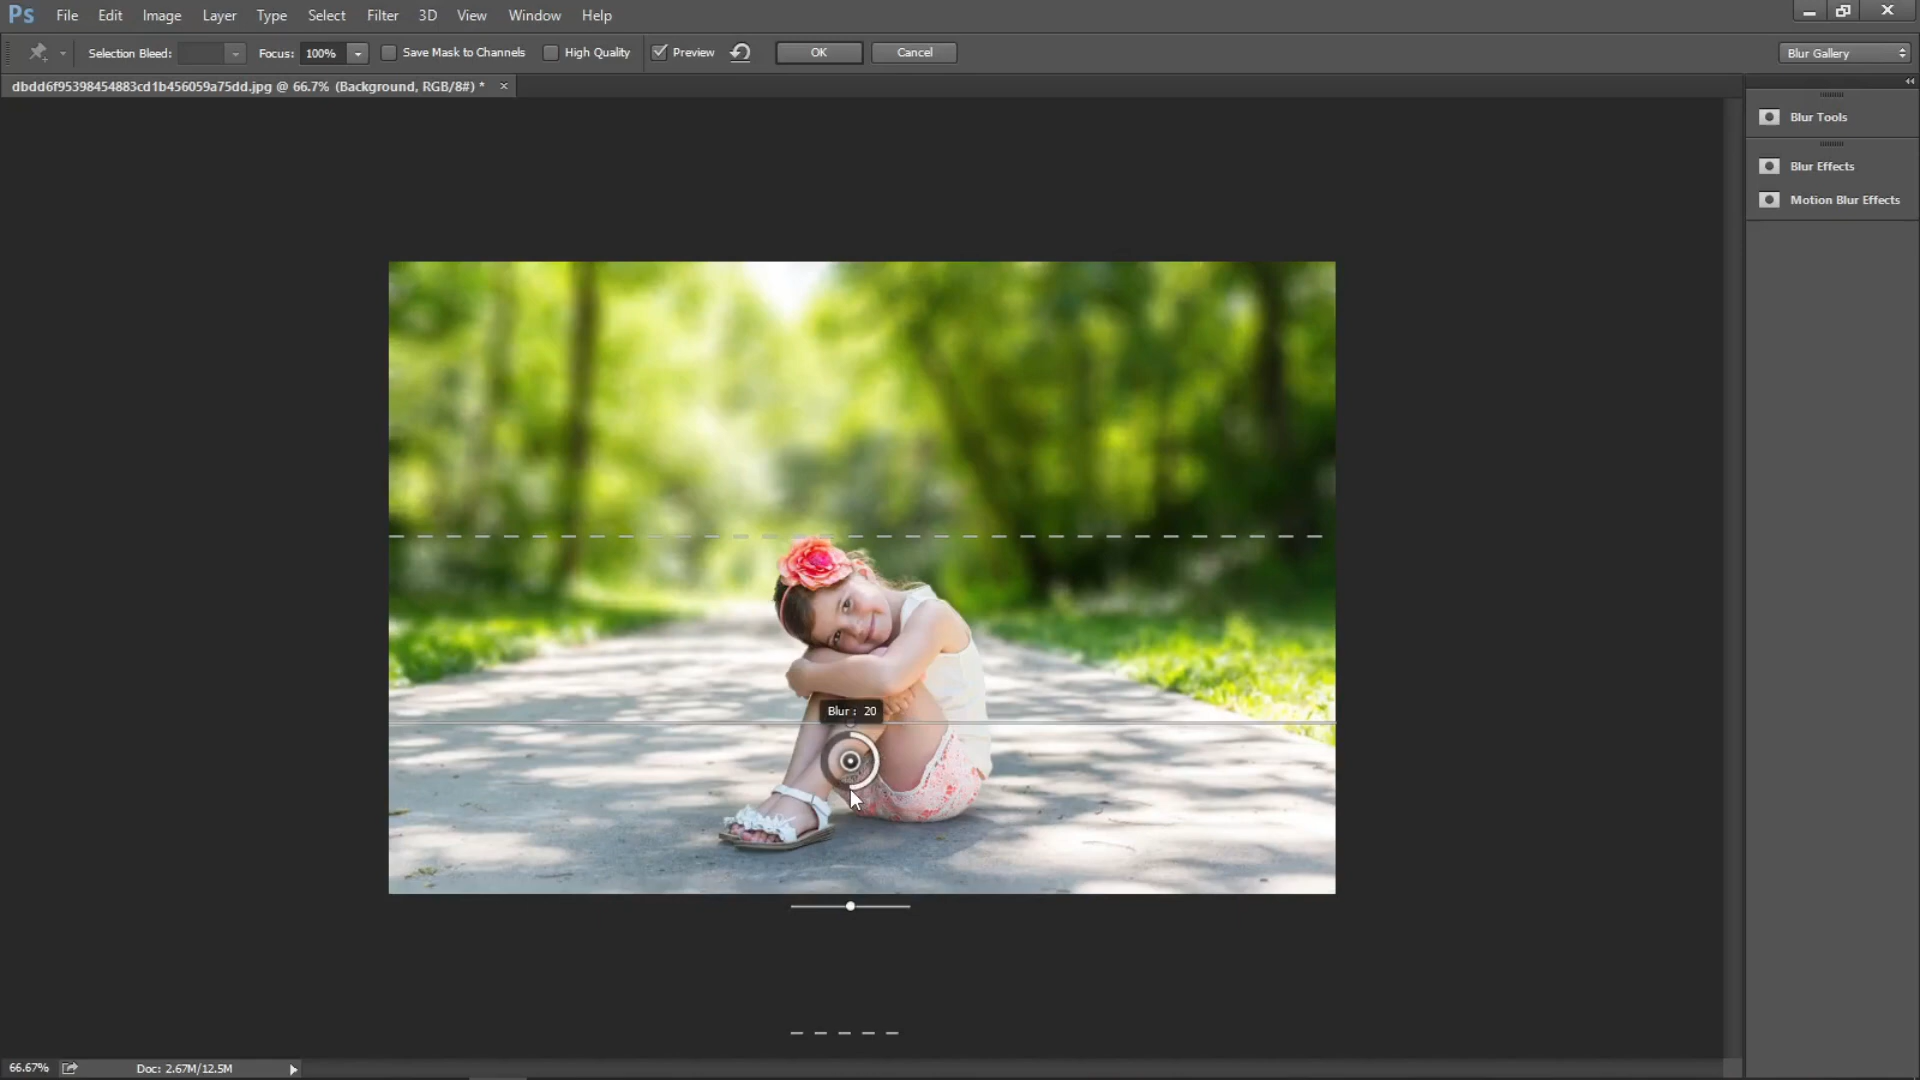 Ps File Edit Image Layer Type Select Filter 3D View Window Help
Selection Bleed: Focus: 100% Save Mask to Channels High Quality Preview OK Cancel Blur Gallery
dbdd6f95398454883cd1b456059a75dd.jpg @ 66.7% (Background, RGB/8#) * ×
Blur Tools
Blur Effects
Motion Blur Effects
Blur : 20
66.67% Doc: 2.67M/12.5M